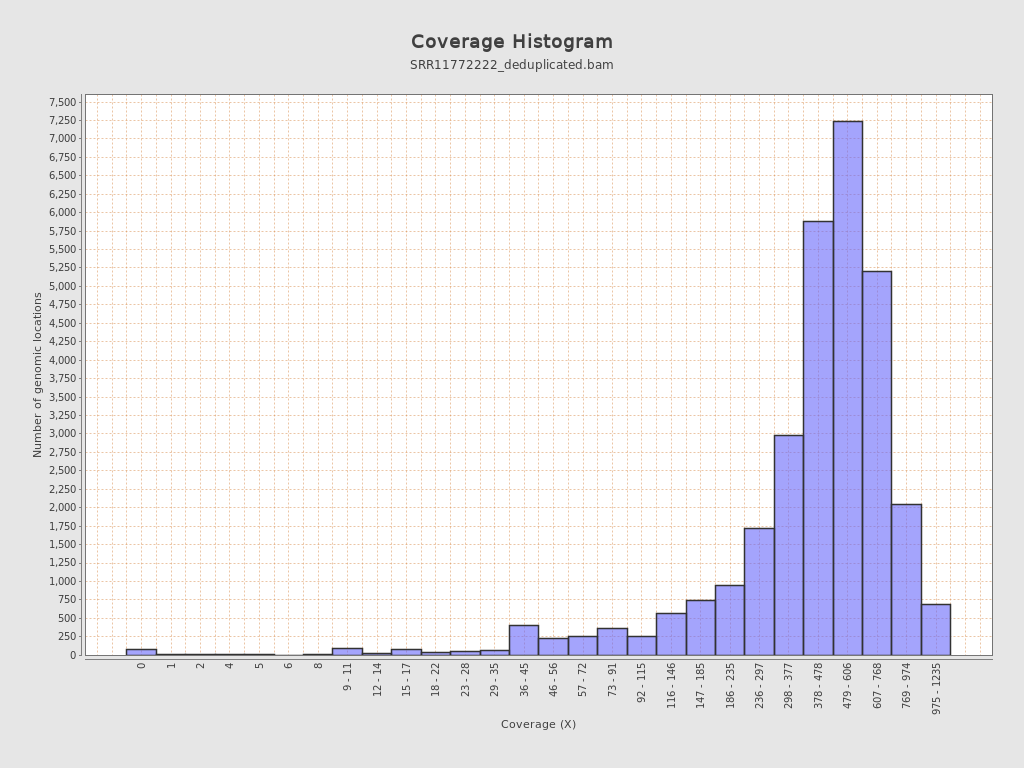 Coverage Histogram
SRR11772222_deduplicated.bam
7,500
7,250
7,000
6,750
6,500
6,250
6,000
5,750
5,500
5,250
5,000
4,750
4,500
4,250
4,000
3,750
3,500
3,250
3,000
2,750
2,500
2,250
2,000
1,750
1,500
1,250
1,000
750
500
250
0
Number of genomic locations
0
1
2
4
5
6
8
9 - 11
12 - 14
15 - 17
18 - 22
23 - 28
29 - 35
36 - 45
46 - 56
57 - 72
73 - 91
92 - 115
116 - 146
147 - 185
186 - 235
236 - 297
298 - 377
378 - 478
479 - 606
607 - 768
769 - 974
975 - 1235
Coverage (X)